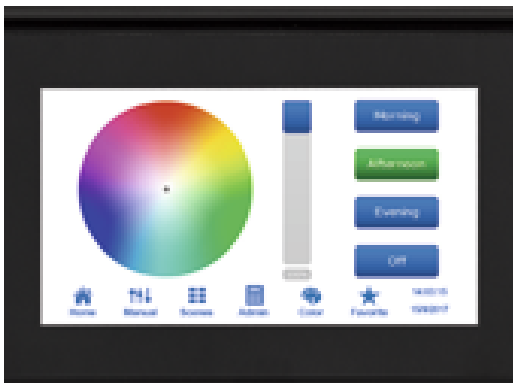 Morning
Afternoon
Evening
Off
Home
Manual
Scenes
Admin
Color
Favorite